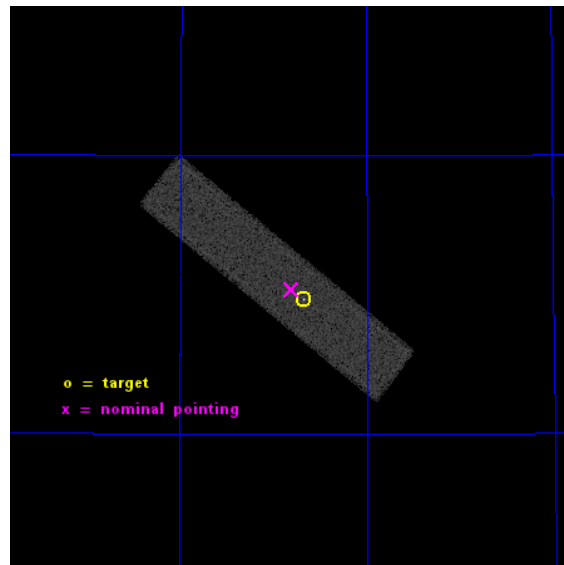 o = target
x = nominal pointing